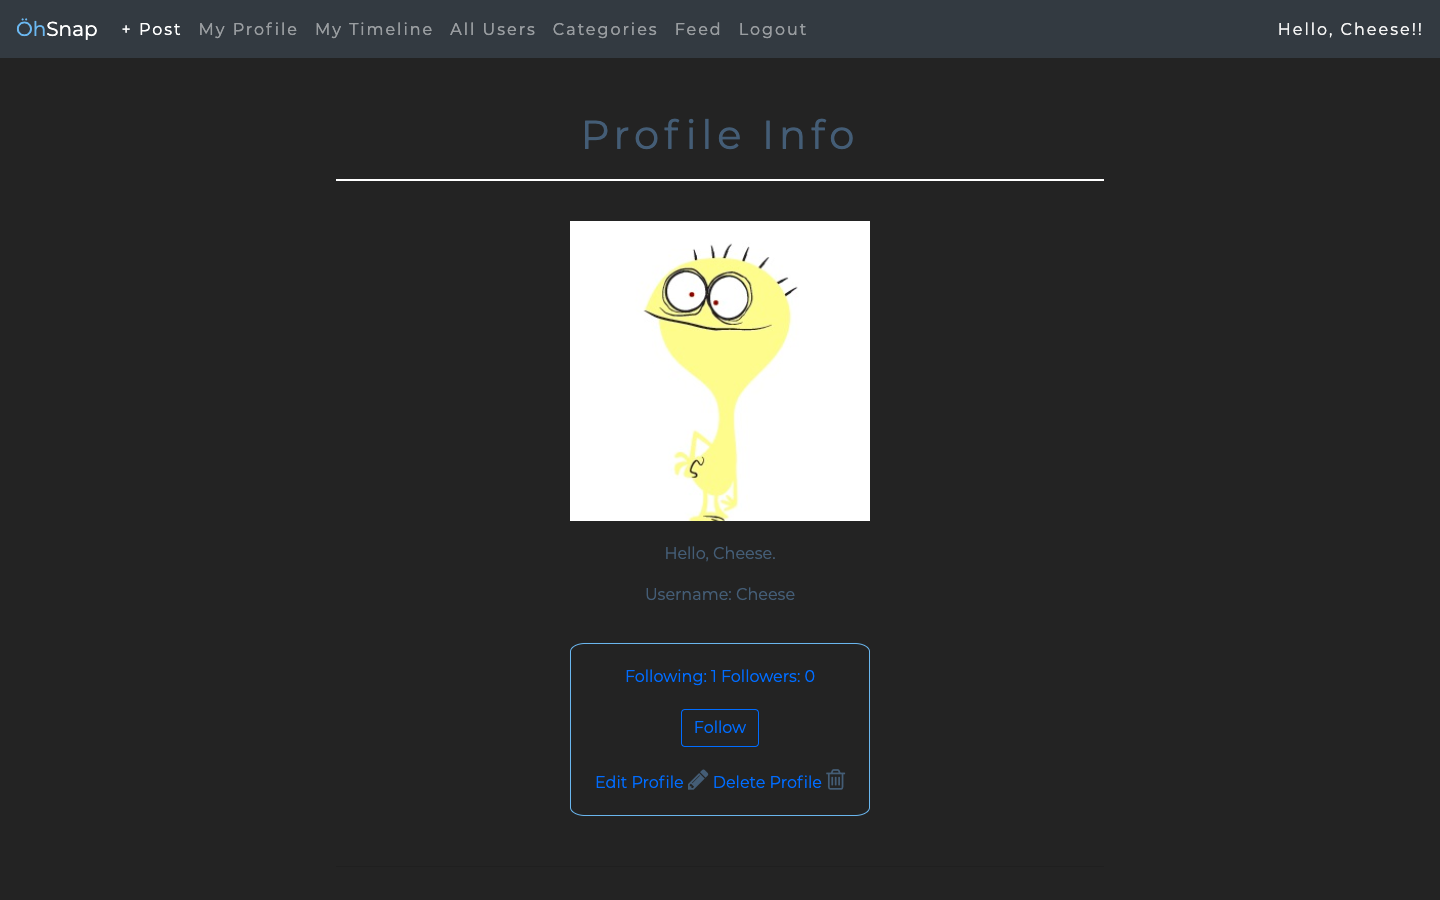 ÖhSnap + Post My Profile My Timeline All Users Categories Feed Logout Hello, Cheese!!
Profile Info
Hello, Cheese.
Username: Cheese
Following: 1 Followers: 0
Follow
Edit Profile Delete Profile